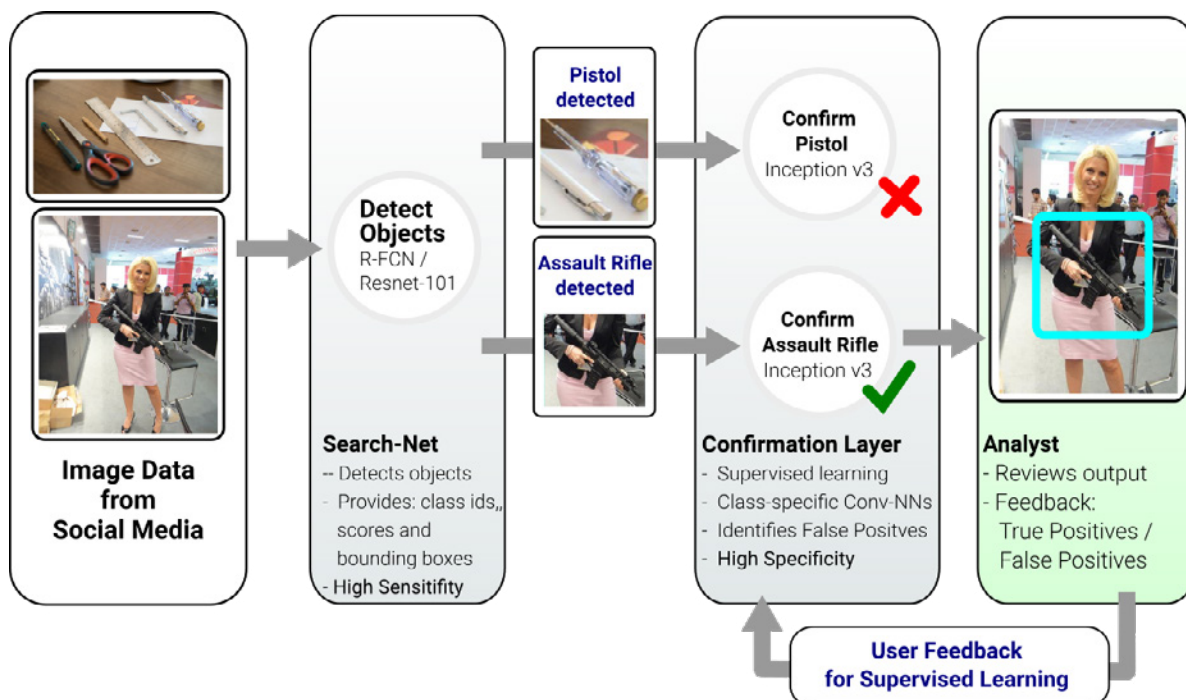 Image Data
from
Social Media
Detect
Objects
R-FCN /
Resnet-101
Search-Net
-- Detects objects
- Provides: class ids,,
scores and
bounding boxes
- High Sensitifity
Pistol
detected
Assault Rifle
detected
Confirm
Pistol
Inception v3
Confirm
Assault Rifle
Inception v3
Confirmation Layer
- Supervised learning
- Class-specific Conv-NNs
- Identifies False Positves
- High Specificity
Analyst
- Reviews output
- Feedback:
True Positives /
False Positives
User Feedback
for Supervised Learning